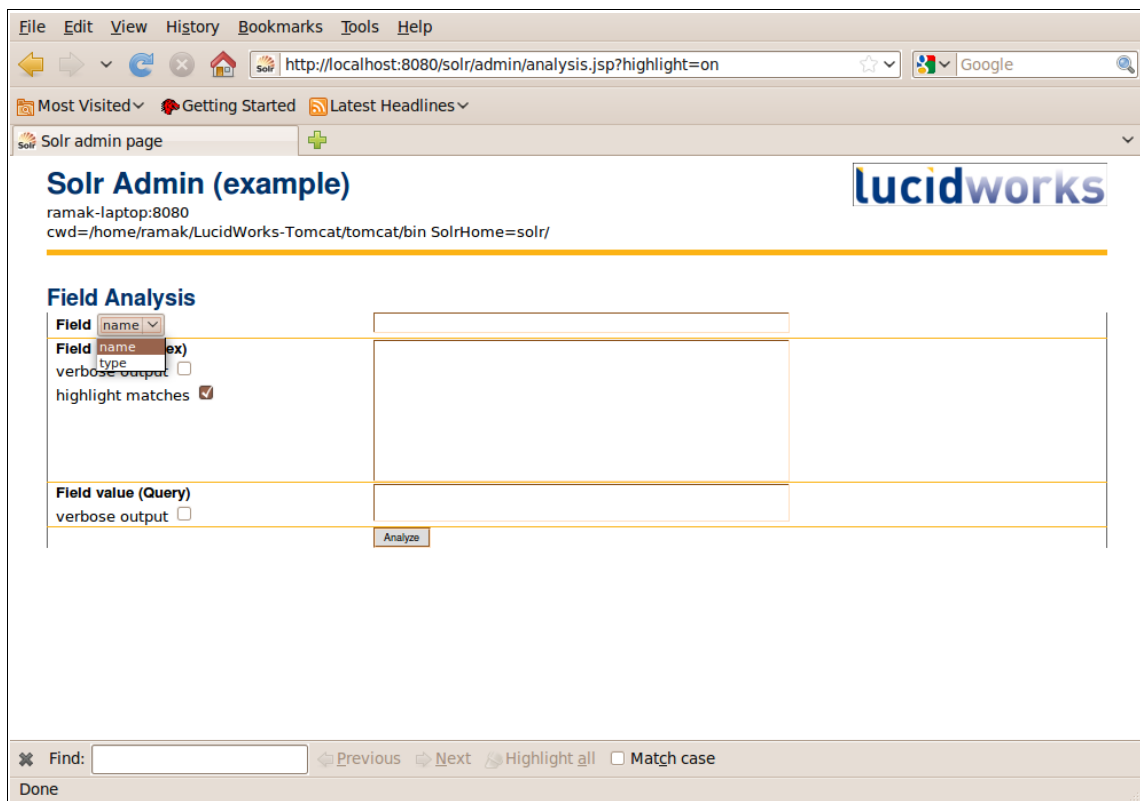 File Edit View History Bookmarks Tools Help
Solr http://localhost:8080/solr/admin/analysis.jsp?highlight=on Google
Most Visited Getting Started Latest Headlines
Solr Solr admin page
Solr Admin (example)
lucidworks
ramak-laptop:8080
cwd=/home/ramak/LucidWorks-Tomcat/tomcat/bin SolrHome=solr/
Field Analysis
Field name
name
type
Field ex)
verbose output
highlight matches
Field value (Query)
verbose output
Analyze
Find: Previous Next Highlight all Match case
Done